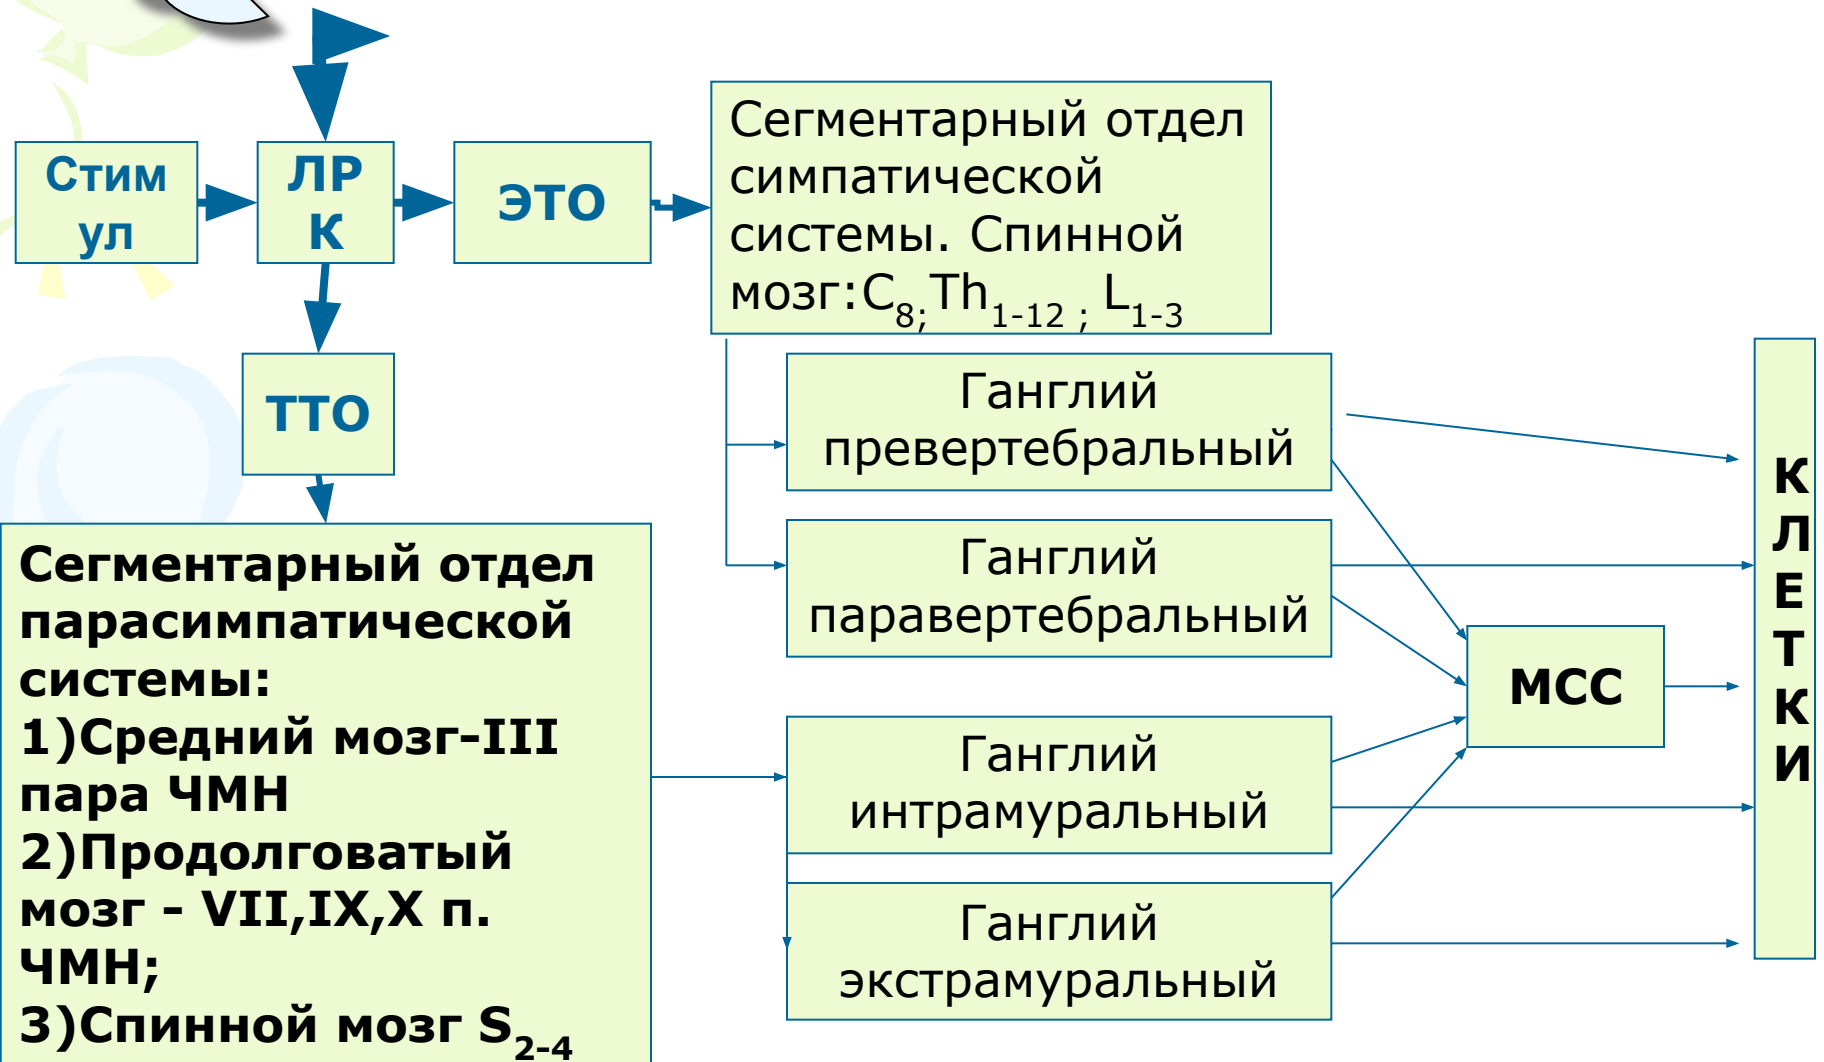 Стим
ул
ЛР
К
ЭТО
Сегментарный отдел
симпатической
системы. Спинной
мозг:C8; Th1-12 ; L1-3
ТТО
Сегментарный отдел
парасимпатической
системы:
1)Средний мозг-III
пара ЧМН
2)Продолговатый
мозг - VII,IX,X п.
ЧМН;
3)Спинной мозг S2-4
Ганглий
превертебральный
Ганглий
паравертебральный
Ганглий
интрамуральный
Ганглий
экстрамуральный
МСС
К
Л
Е
Т
К
И